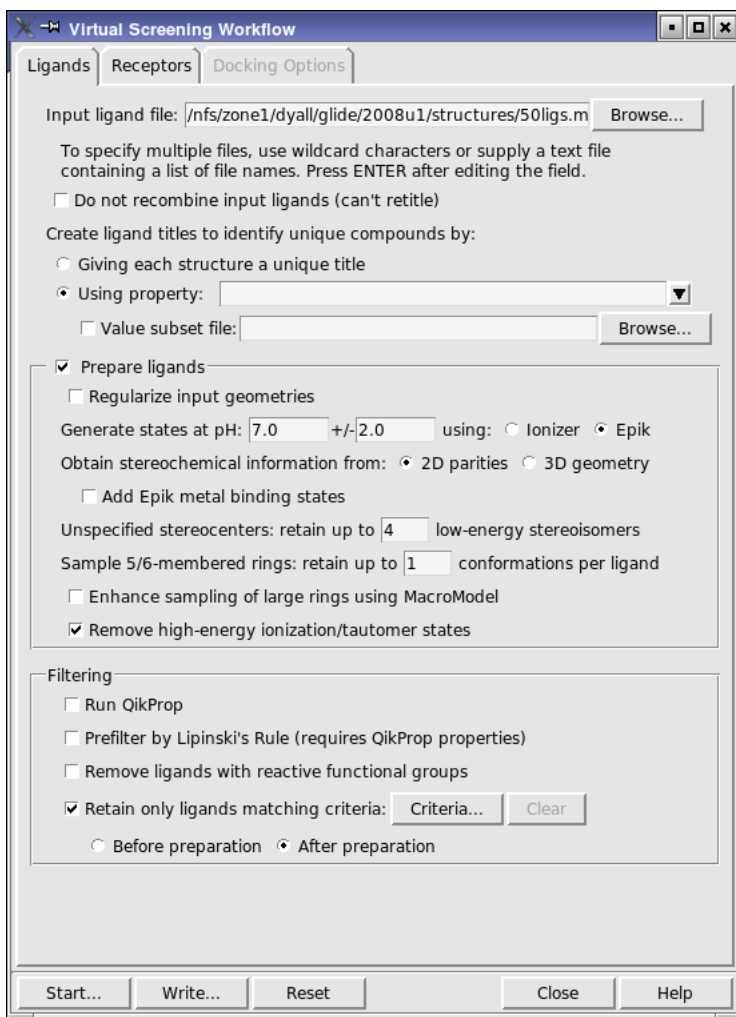 Virtual Screening Workflow
Ligands Receptors Docking Options
Input ligand file: /nfs/zone1/dyall/glide/2008u1/structures/50ligs.m Browse...
To specify multiple files, use wildcard characters or supply a text file
containing a list of file names. Press ENTER after editing the field.
Do not recombine input ligands (can't retitle)
Create ligand titles to identify unique compounds by:
Giving each structure a unique title
Using property:
Value subset file: Browse...
Prepare ligands
Regularize input geometries
Generate states at pH: 7.0 +/- 2.0 using: Ionizer Epik
Obtain stereochemical information from: 2D parities 3D geometry
Add Epik metal binding states
Unspecified stereocenters: retain up to 4 low-energy stereoisomers
Sample 5/6-membered rings: retain up to 1 conformations per ligand
Enhance sampling of large rings using MacroModel
Remove high-energy ionization/tautomer states
Filtering
Run QikProp
Prefilter by Lipinski's Rule (requires QikProp properties)
Remove ligands with reactive functional groups
Retain only ligands matching criteria: Criteria... Clear
Before preparation After preparation
Start... Write... Reset Close Help